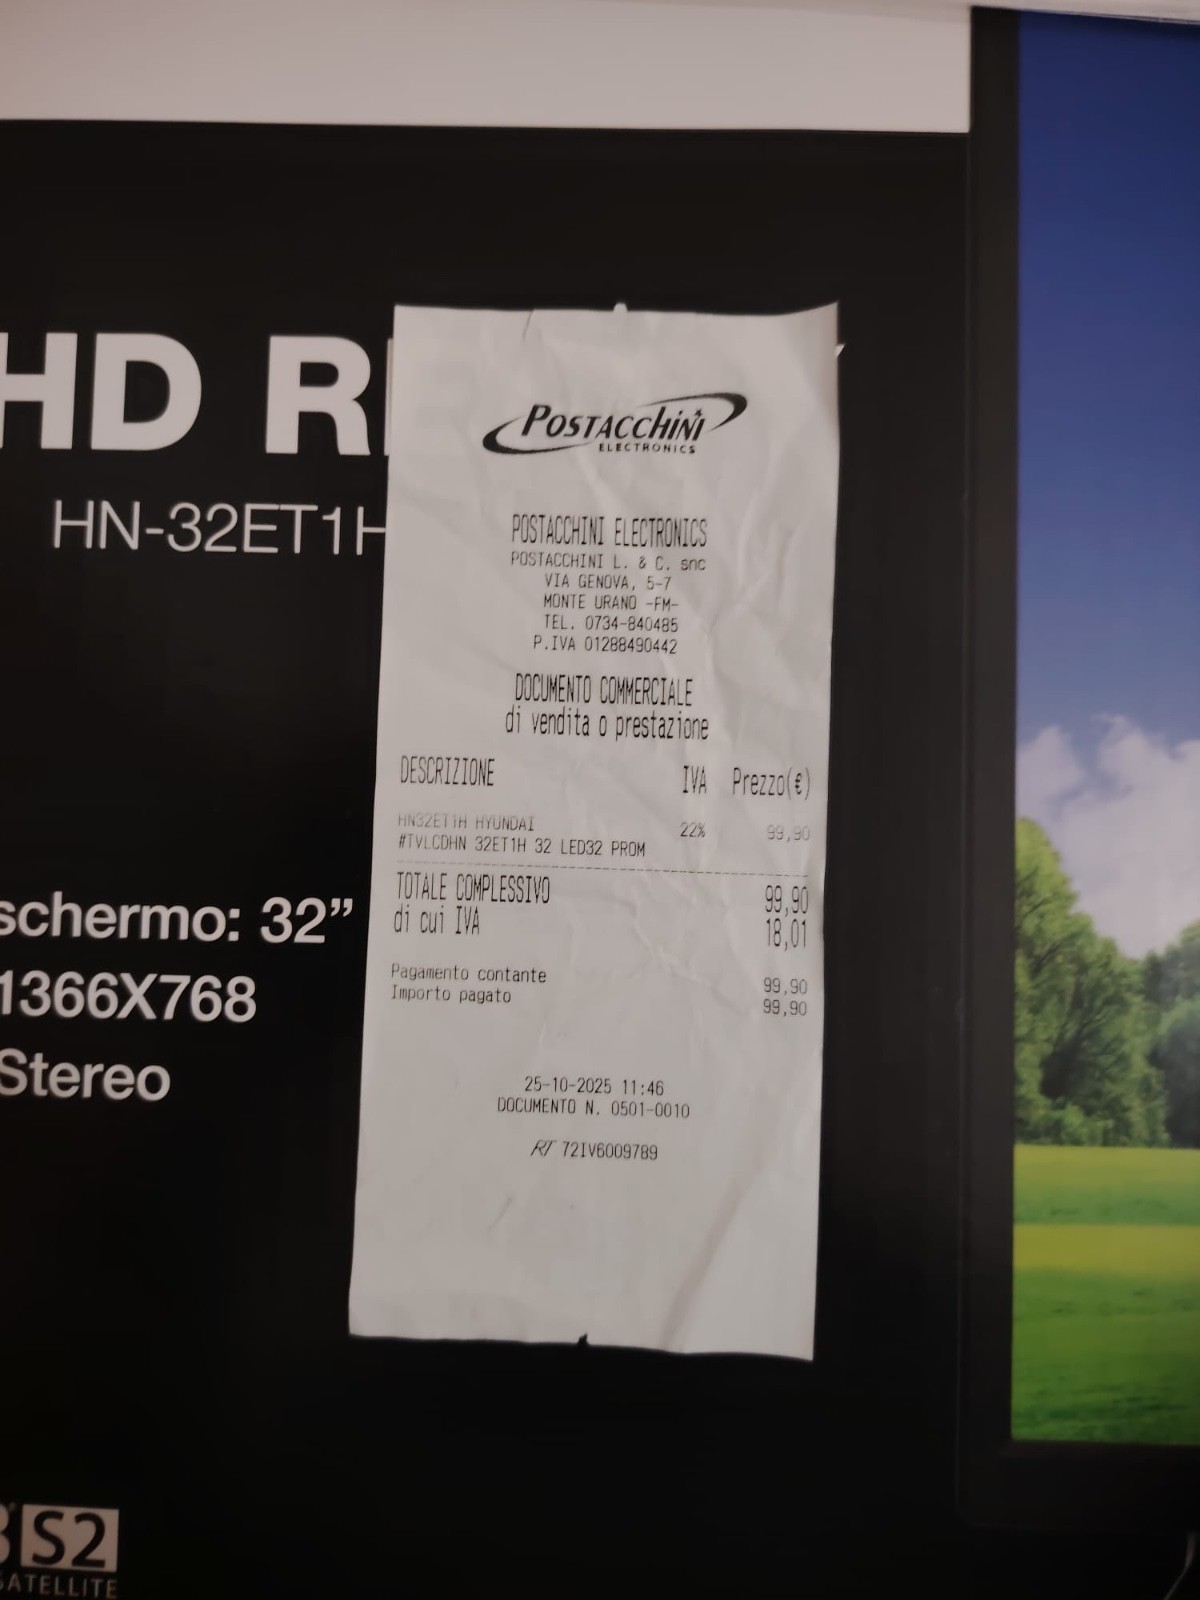 HD R
HN-32ET1H
schermo: 32”
1366X768
Stereo
S2
SATELLITE
POSTACCHINI
ELECTRONICS
POSTACCHINI ELECTRONICS
POSTACCHINI L. & C. snc
VIA GENOVA, 5-7
MONTE URANO -FM-
TEL. 0734-840485
P.IVA 01288490442
DOCUMENTO COMMERCIALE
di vendita o prestazione
DESCRIZIONE IVA Prezzo(€)
HN32ET1H HYUNDAI 22% 99,90
#TVLCDHN 32ET1H 32 LED32 PROM
TOTALE COMPLESSIVO 99,90
di cui IVA 18,01
Pagamento contante 99,90
Importo pagato 99,90
25-10-2025 11:46
DOCUMENTO N. 0501-0010
RT 72IV6009789